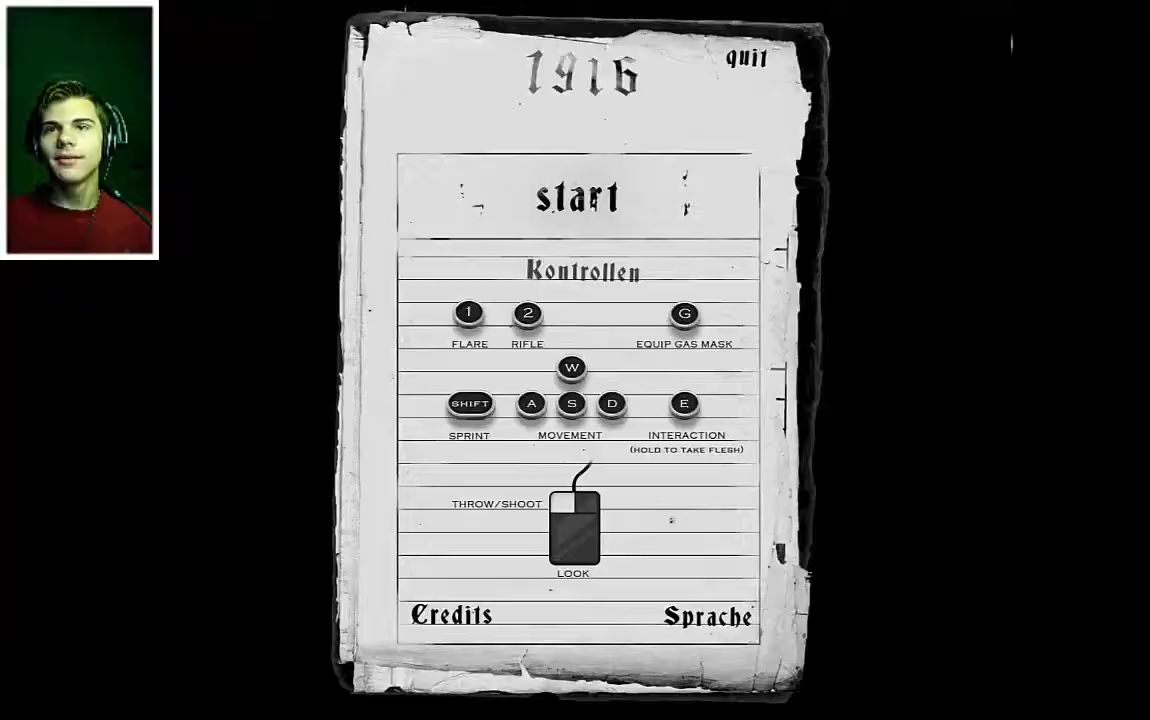 quit
1916
start
Kontrollen
1 2 G
FLARE RIFLE EQUIP GAS MASK
W
SHIFT A S D E
SPRINT MOVEMENT INTERACTION
(HOLD TO TAKE FLESH)
THROW/SHOOT
LOOK
Credits Sprache